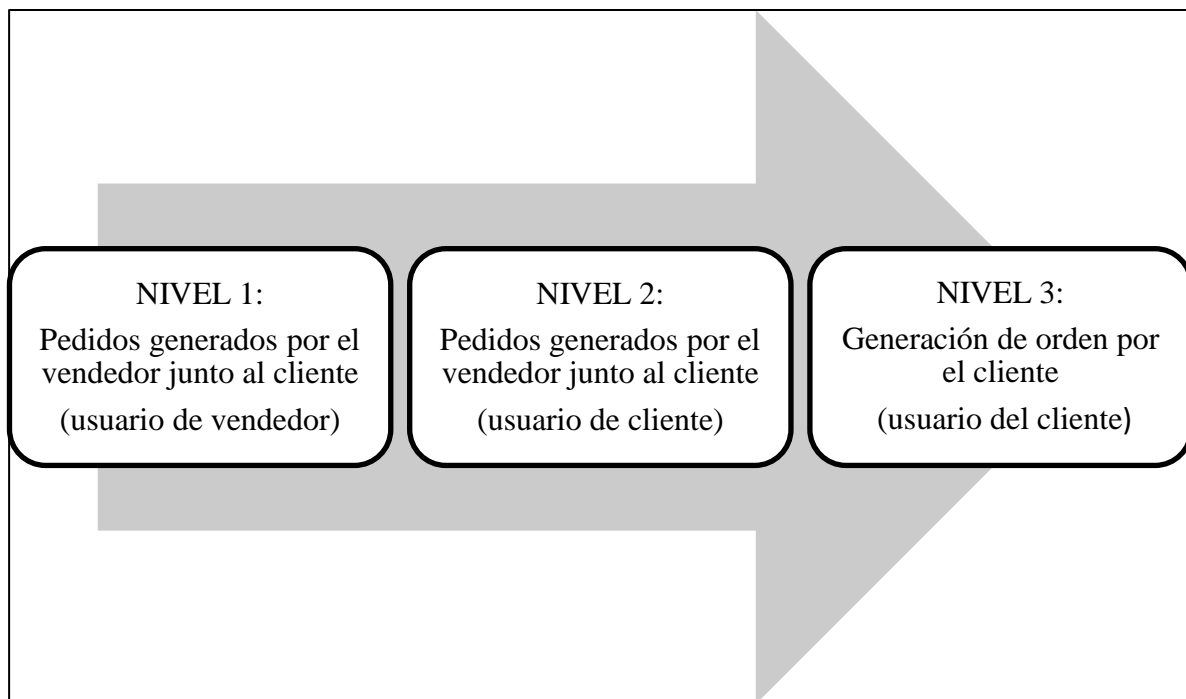 NIVEL 1:
Pedidos generados por el
vendedor junto al cliente
(usuario de vendedor)
NIVEL 2:
Pedidos generados por el
vendedor junto al cliente
(usuario de cliente)
NIVEL 3:
Generación de orden por
el cliente
(usuario del cliente)